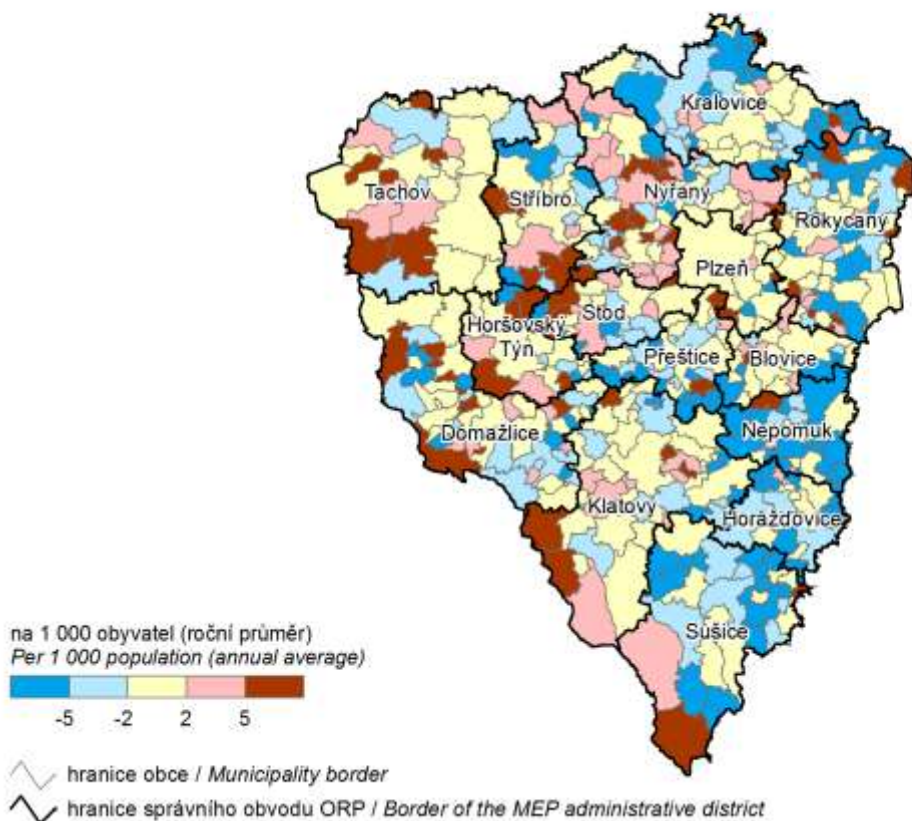 Kralovice
Tachov
Stříbro
Nýřany
Rokycany
Plzeň
Horšovský
Týn
Stod
Přeštice
Blovice
Domažlice
Nepomuk
Klatovy
Horažďovice
Sušice
na 1 000 obyvatel (roční průměr)
Per 1 000 population (annual average)
-5 -2 2 5
hranice obce / Municipality border
hranice správního obvodu ORP / Border of the MEP administrative district